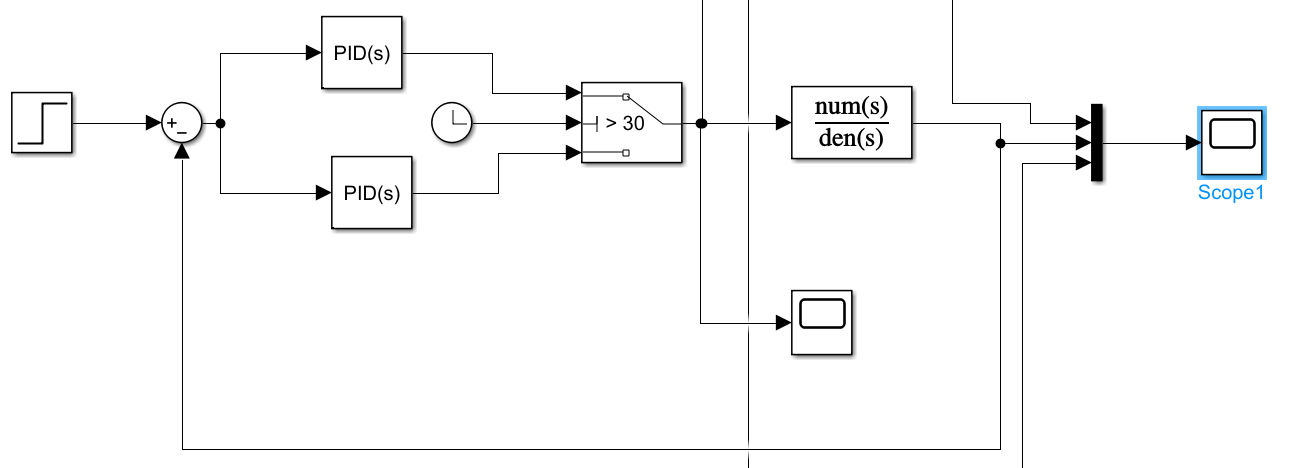 PID(s)
+
−
> 30
num(s)
den(s)
PID(s)
Scope1